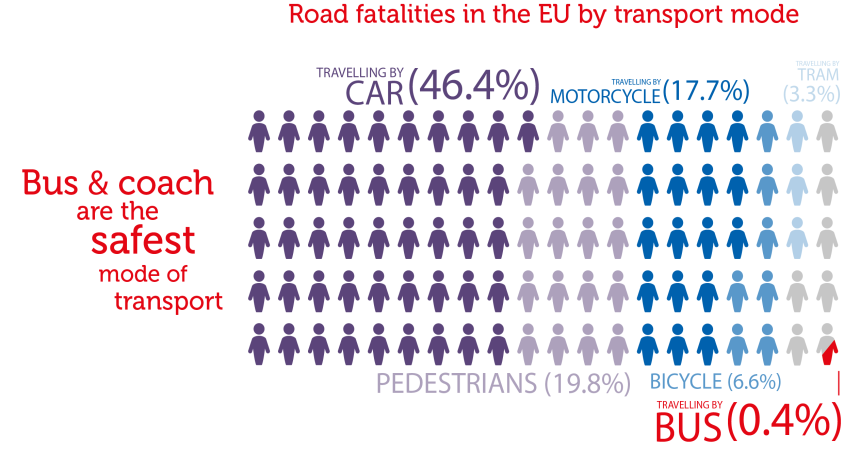 Road fatalities in the EU by transport mode
TRAVELLING BY
CAR (46.4%)
TRAVELLING BY
MOTORCYCLE (17.7%)
TRAVELLING BY
TRAM
(3.3%)
Bus & coach
are the
safest
mode of
transport
PEDESTRIANS (19.8%)
BICYCLE (6.6%)
TRAVELLING BY
BUS (0.4%)